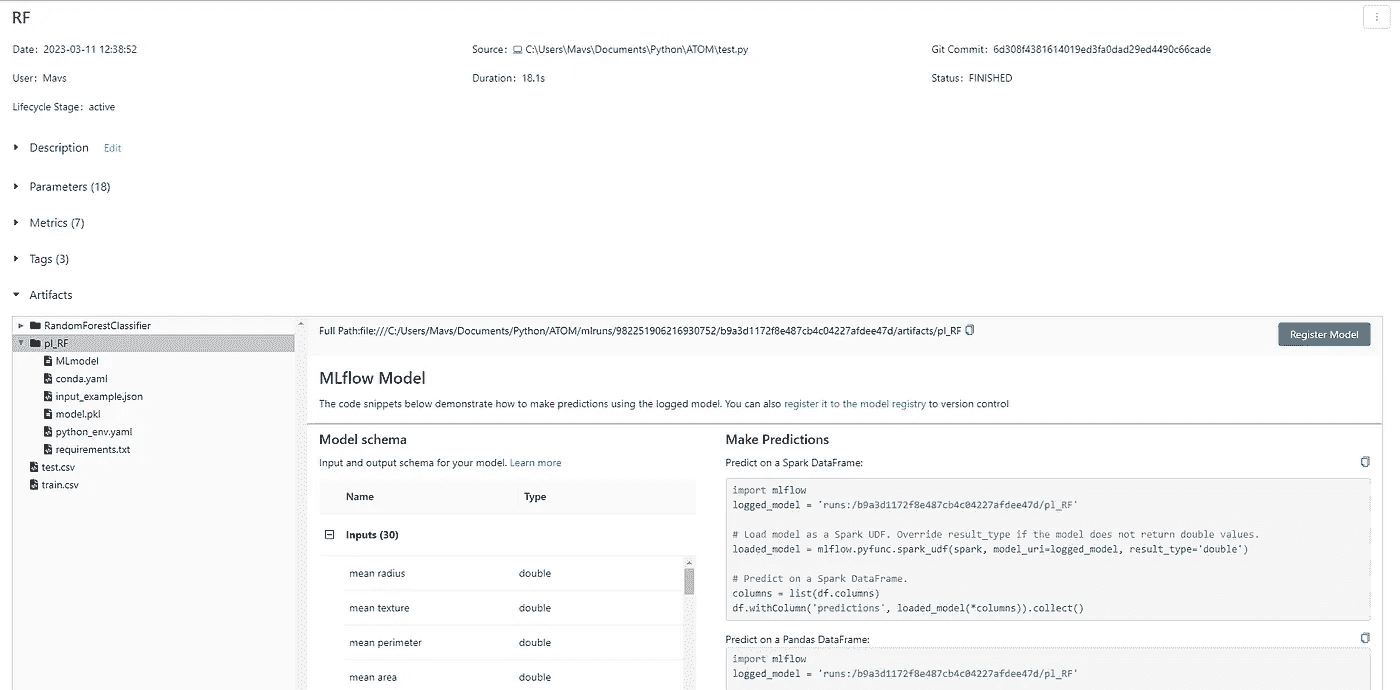 RF
Date: 2023-03-11 12:38:52
Source: C:\Users\Mavs\Documents\Python\ATOM\test.py
Git Commit: 6d308f4381614019ed3fa0dad29ed4490c66cade
User: Mavs
Duration: 18.1s
Status: FINISHED
Lifecycle Stage: active
Description Edit
Parameters (18)
Metrics (7)
Tags (3)
Artifacts
RandomForestClassifier
pl_RF
MLmodel
conda.yaml
input_example.json
model.pkl
python_env.yaml
requirements.txt
test.csv
train.csv
Full Path:file:///C:/Users/Mavs/Documents/Python/ATOM/mlruns/982251906216930752/b9a3d1172f8e487cb4c04227afdee47d/artifacts/pl_RF
Register Model
MLflow Model
The code snippets below demonstrate how to make predictions using the logged model. You can also register it to the model registry to version control
Model schema
Input and output schema for your model. Learn more
Name Type
Inputs (30)
mean radius double
mean texture double
mean perimeter double
mean area double
Make Predictions
Predict on a Spark DataFrame:
import mlflow
logged_model = 'runs:/b9a3d1172f8e487cb4c04227afdee47d/pl_RF'
# Load model as a Spark UDF. Override result_type if the model does not return double values.
loaded_model = mlflow.pyfunc.spark_udf(spark, model_uri=logged_model, result_type='double')
# Predict on a Spark DataFrame.
columns = list(df.columns)
df.withColumn('predictions', loaded_model(*columns)).collect()
Predict on a Pandas DataFrame:
import mlflow
logged_model = 'runs:/b9a3d1172f8e487cb4c04227afdee47d/pl_RF'